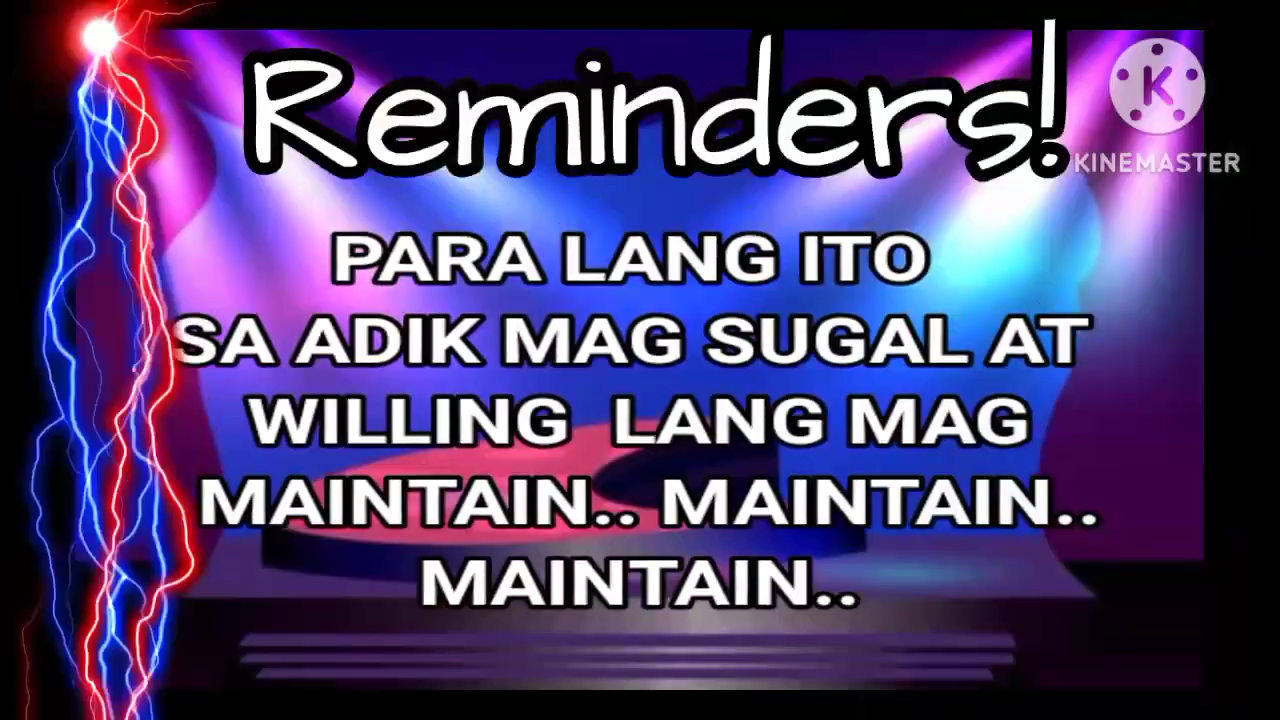 Reminders!
K
KINEMASTER
PARA LANG ITO
SA ADIK MAG SUGAL AT
WILLING LANG MAG
MAINTAIN.. MAINTAIN..
MAINTAIN..